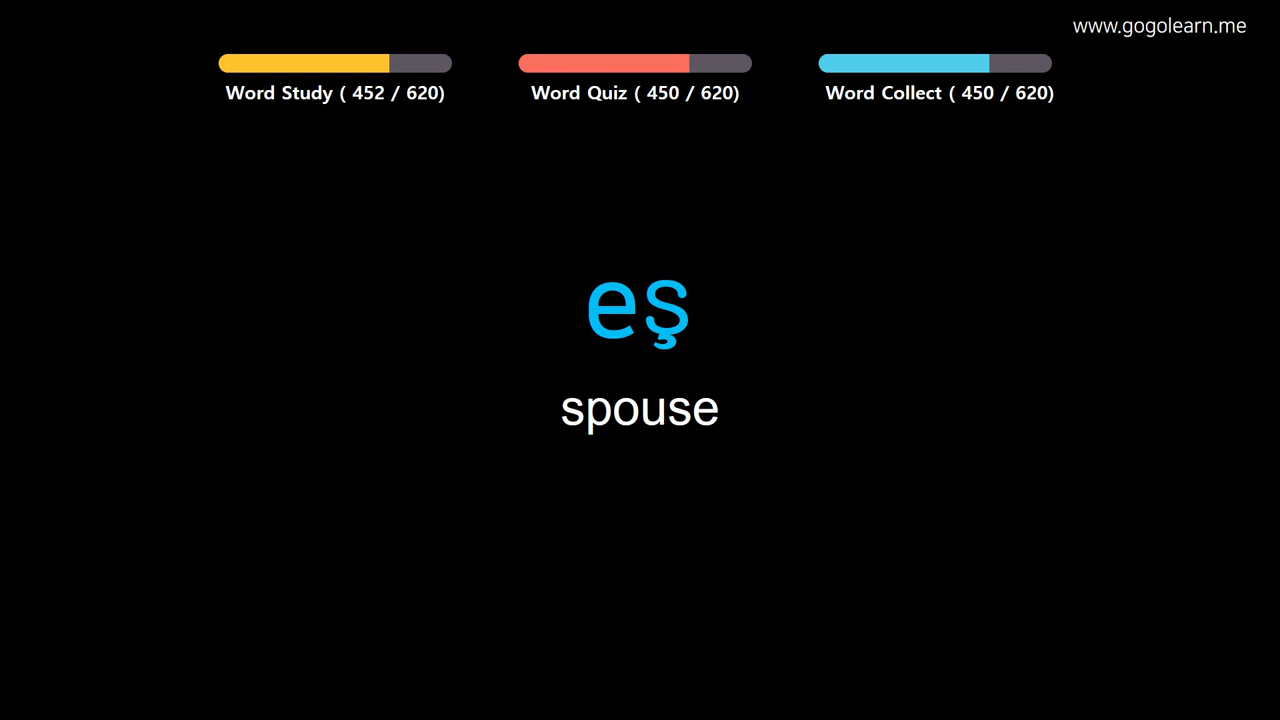 www.gogolearn.me
Word Study ( 452 / 620)
Word Quiz ( 450 / 620)
Word Collect ( 450 / 620)
eş
spouse